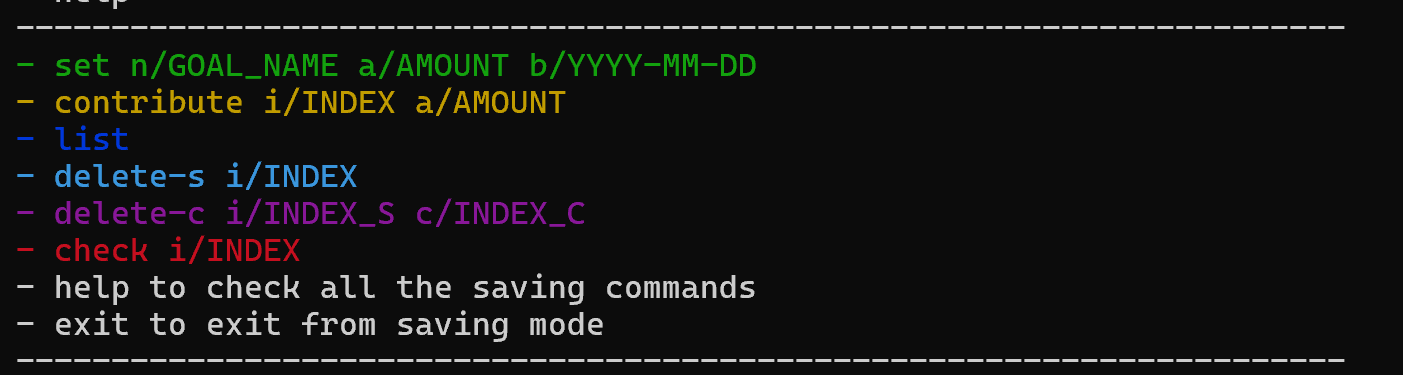 help
--------------------------------------------------------------------
- set n/GOAL_NAME a/AMOUNT b/YYYY-MM-DD
- contribute i/INDEX a/AMOUNT
- list
- delete-s i/INDEX
- delete-c i/INDEX_S c/INDEX_C
- check i/INDEX
- help to check all the saving commands
- exit to exit from saving mode
--------------------------------------------------------------------